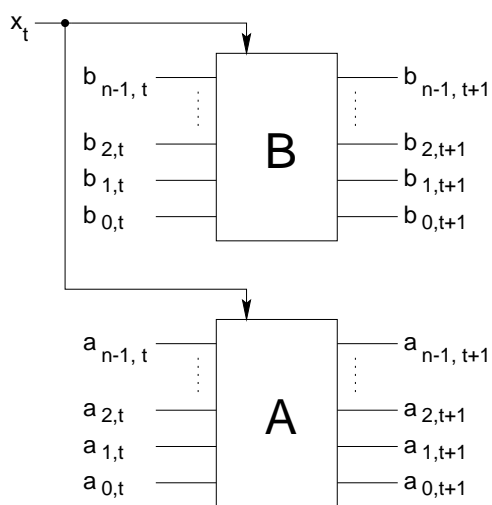 x_t
b_{n-1, t} b_{n-1, t+1}
b_{2,t} B b_{2,t+1}
b_{1,t} b_{1,t+1}
b_{0,t} b_{0,t+1}
a_{n-1, t} a_{n-1, t+1}
a_{2,t} A a_{2,t+1}
a_{1,t} a_{1,t+1}
a_{0,t} a_{0,t+1}